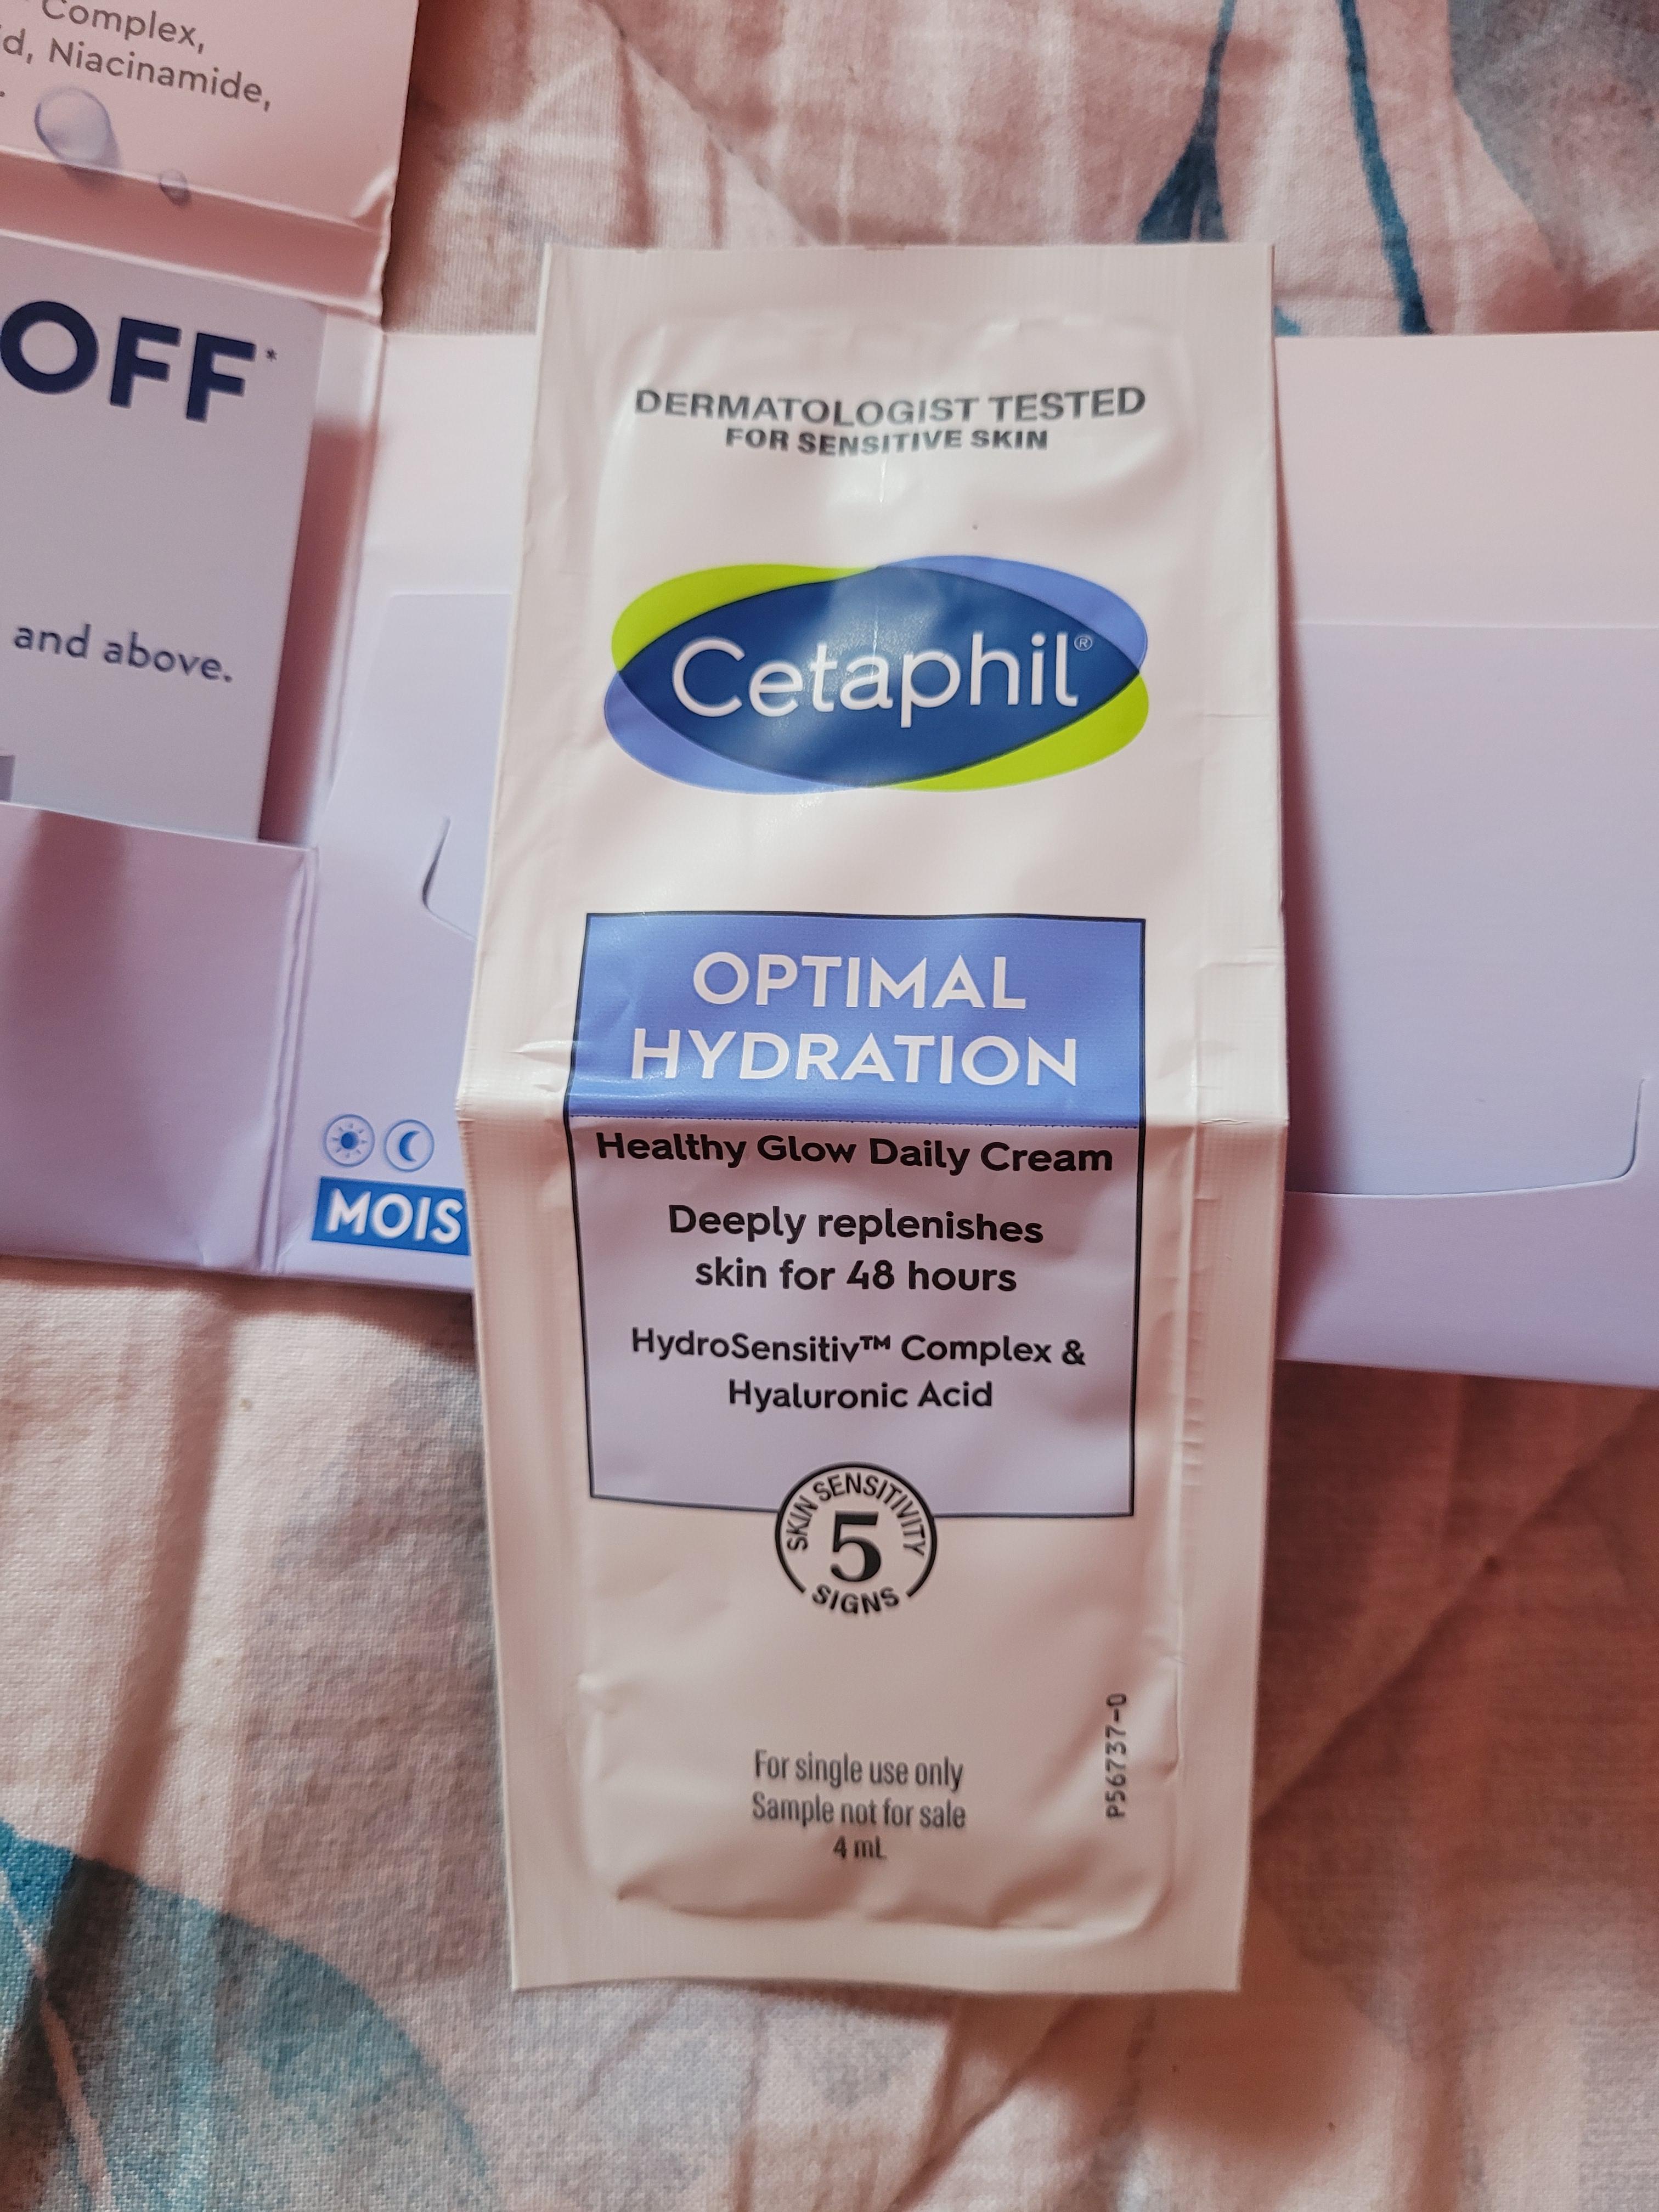 Complex,
d, Niacinamide,
OFF*
and above.
MOIS
DERMATOLOGIST TESTED
FOR SENSITIVE SKIN
Cetaphil®
OPTIMAL
HYDRATION
Healthy Glow Daily Cream
Deeply replenishes
skin for 48 hours
HydroSensitiv™ Complex &
Hyaluronic Acid
SKIN SENSITIVITY
5
SIGNS
For single use only
Sample not for sale
4 mL
P56737-0